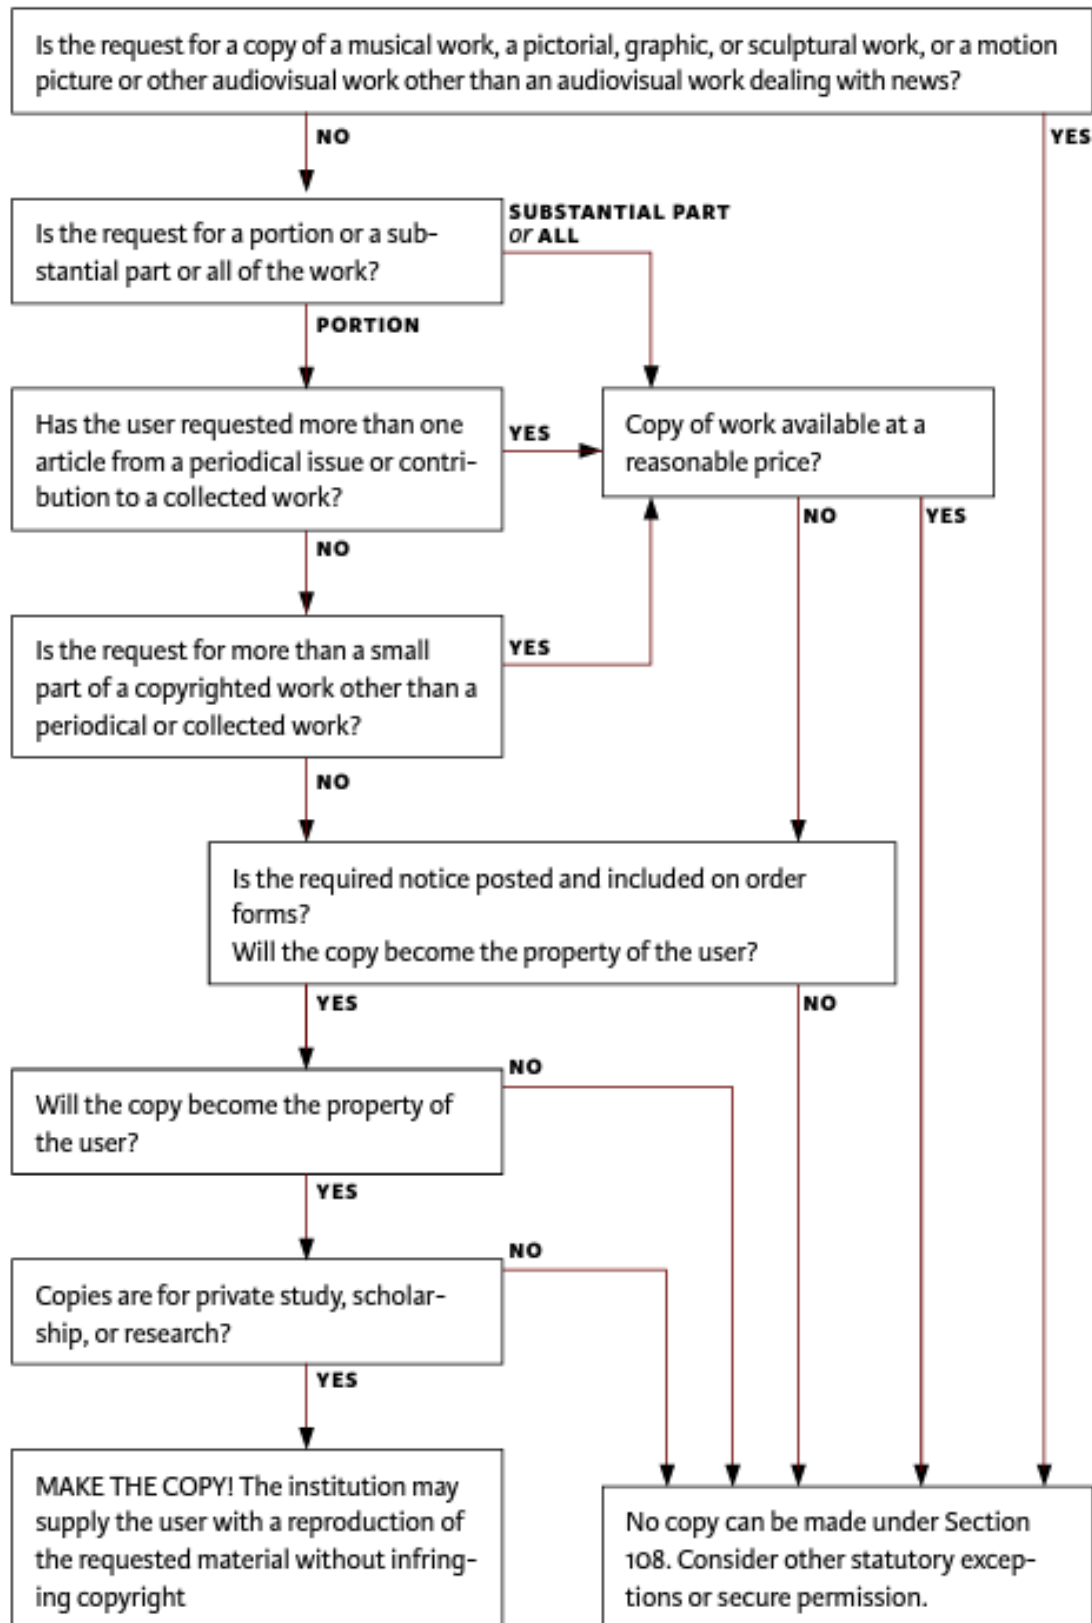 Is the request for a copy of a musical work, a pictorial, graphic, or sculptural work, or a motion
picture or other audiovisual work other than an audiovisual work dealing with news?
NO
YES
Is the request for a portion or a sub-
stantial part or all of the work?
SUBSTANTIAL PART
or ALL
PORTION
Has the user requested more than one
article from a periodical issue or contri-
bution to a collected work?
YES
Copy of work available at a
reasonable price?
NO
NO
YES
Is the request for more than a small
part of a copyrighted work other than a
periodical or collected work?
YES
NO
Is the required notice posted and included on order
forms?
Will the copy become the property of the user?
YES
NO
Will the copy become the property of
the user?
NO
YES
Copies are for private study, scholar-
ship, or research?
NO
YES
MAKE THE COPY! The institution may
supply the user with a reproduction of
the requested material without infring-
ing copyright
No copy can be made under Section
108. Consider other statutory excep-
tions or secure permission.